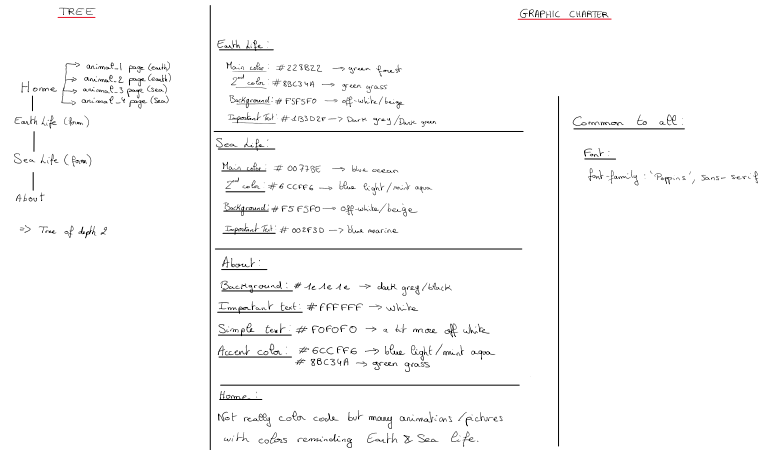 TREE
Home
animal_1 page (earth)
animal_2 page (earth)
animal_3 page (sea)
animal_4 page (sea)
Earth Life (form)
Sea Life (form)
About
=> Tree of depth 2
GRAPHIC CHARTER
Earth Life:
Main color: #228B22 → green forest
2nd color: #8BC34A → green grass
Background: #F5F5F0 → off-white/beige
Important Text: #1B3D2F → Dark grey/Dark green
Sea Life:
Main color: #0077BE → blue ocean
2nd color: #6CCFF6 → blue light/mint aqua
Background: #F5F5F0 → off-white/beige
Important Text: #002F3D → blue marine
About:
Background: #1e1e1e → dark grey/black
Important text: #FFFFFF → white
Simple text: #F0F0F0 → a bit more off white
Accent color: #6CCFF6 → blue light/mint aqua
#8BC34A → green grass
Home:
Not really color code but many animations/pictures
with colors reminding Earth & Sea life.
Common to all:
Font:
font-family: 'Poppins', sans-serif